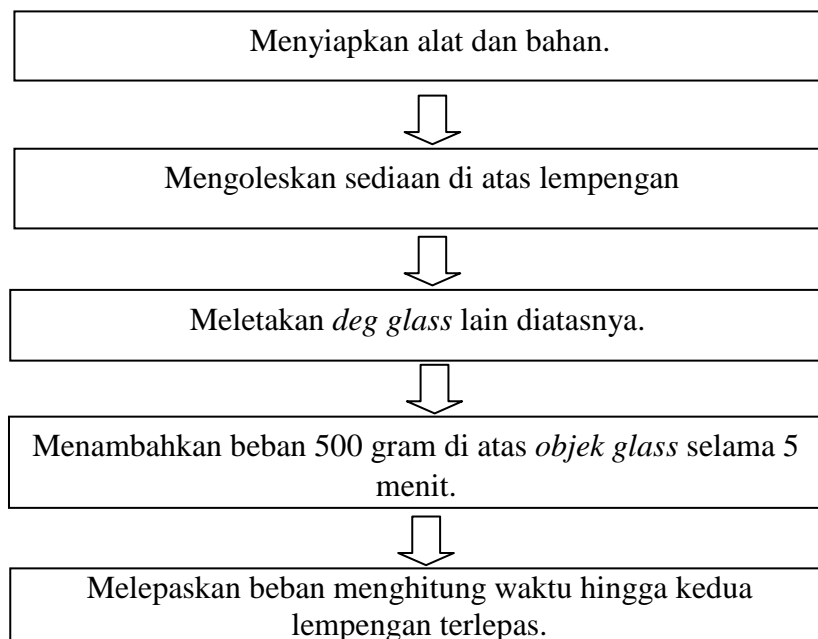 Menyiapkan alat dan bahan.
Mengoleskan sediaan di atas lempengan
Meletakan deg glass lain diatasnya.
Menambahkan beban 500 gram di atas objek glass selama 5
menit.
Melepaskan beban menghitung waktu hingga kedua
lempengan terlepas.